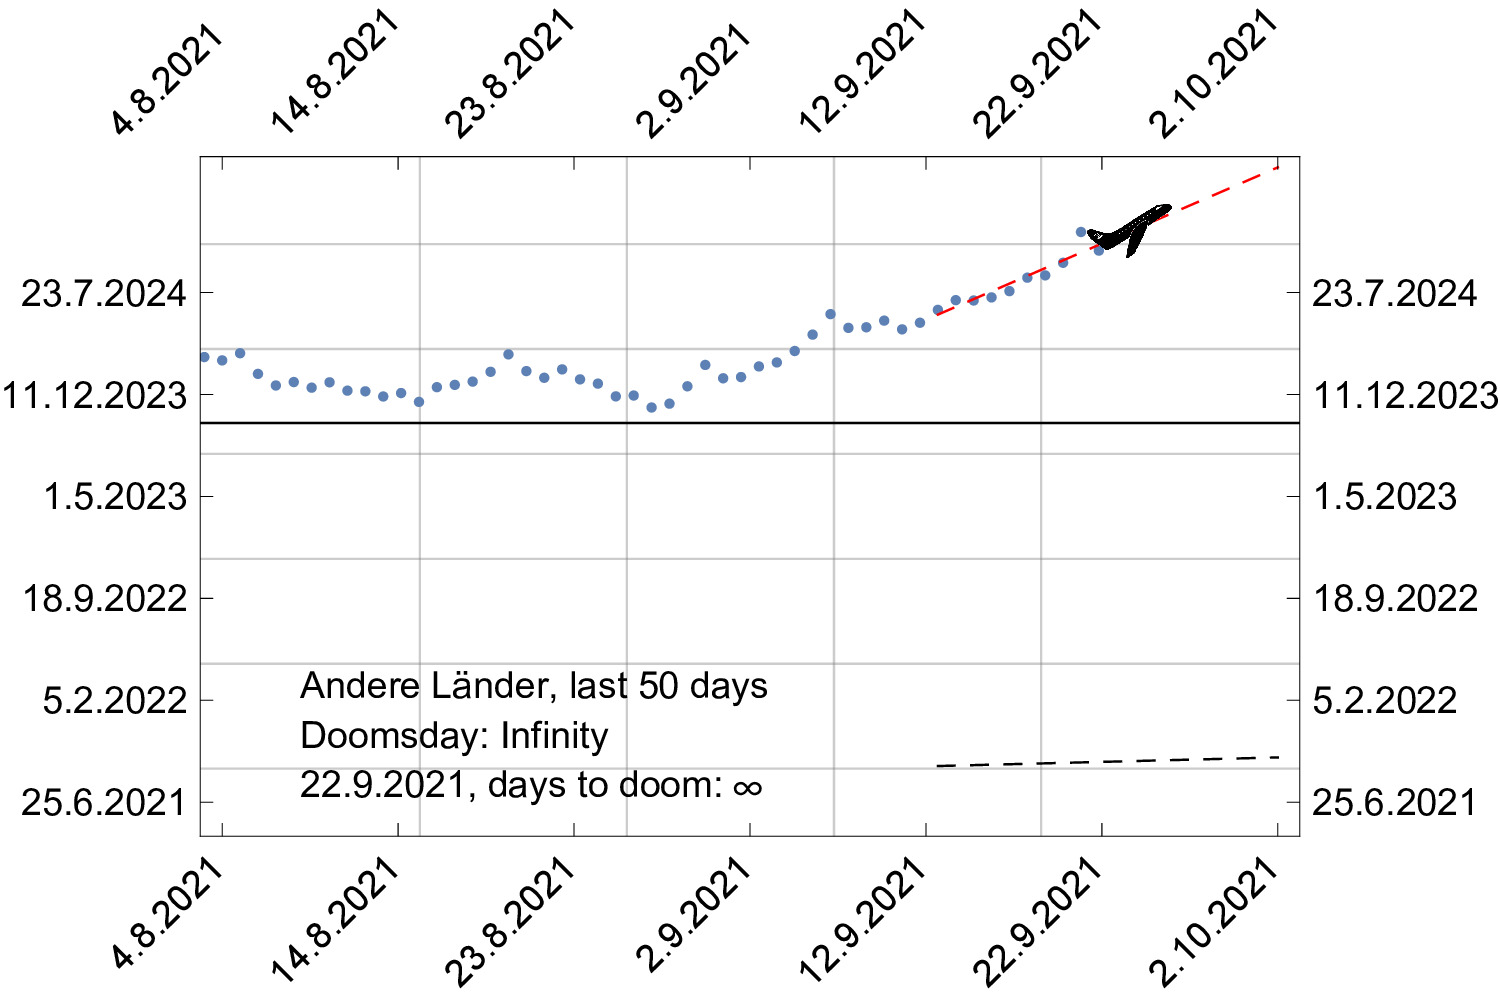 4.8.2021 14.8.2021 23.8.2021 2.9.2021 12.9.2021 22.9.2021 2.10.2021
23.7.2024 23.7.2024
11.12.2023 11.12.2023
1.5.2023 1.5.2023
18.9.2022 18.9.2022
Andere Länder, last 50 days
5.2.2022 5.2.2022
Doomsday: Infinity
22.9.2021, days to doom: ∞
25.6.2021 25.6.2021
4.8.2021 14.8.2021 23.8.2021 2.9.2021 12.9.2021 22.9.2021 2.10.2021